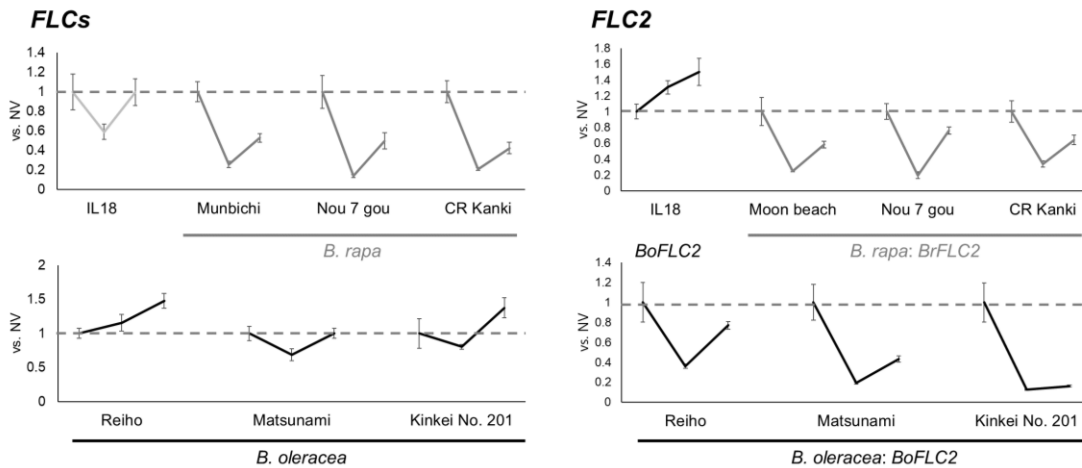 FLCs
1.4
1.2
1
0.8
0.6
0.4
0.2
0
vs. NV
IL18 Munbichi Nou 7 gou CR Kanki
B. rapa
2
1.5
1
0.5
0
vs. NV
Reiho Matsunami Kinkei No. 201
B. oleracea
FLC2
1.8
1.6
1.4
1.2
1
0.8
0.6
0.4
0.2
0
vs. NV
IL18 Moon beach Nou 7 gou CR Kanki
BoFLC2 B. rapa: BrFLC2
1.4
1.2
1
0.8
0.6
0.4
0.2
0
vs. NV
Reiho Matsunami Kinkei No. 201
B. oleracea: BoFLC2